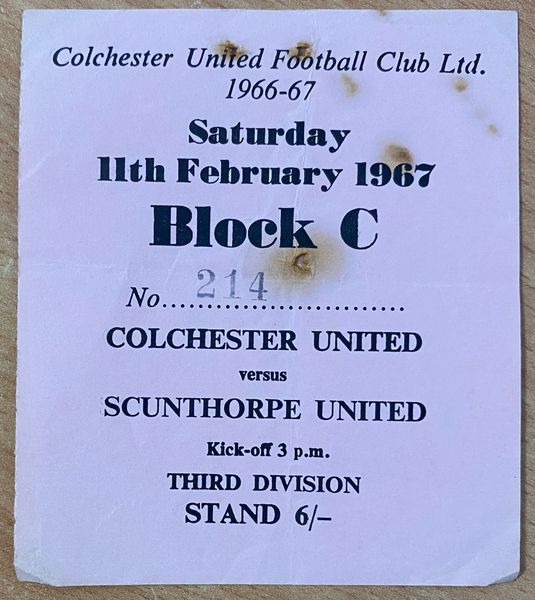 Colchester United Football Club Ltd.
1966-67
Saturday
11th February 1967
Block C
No. 214
COLCHESTER UNITED
versus
SCUNTHORPE UNITED
Kick-off 3 p.m.
THIRD DIVISION
STAND 6/–